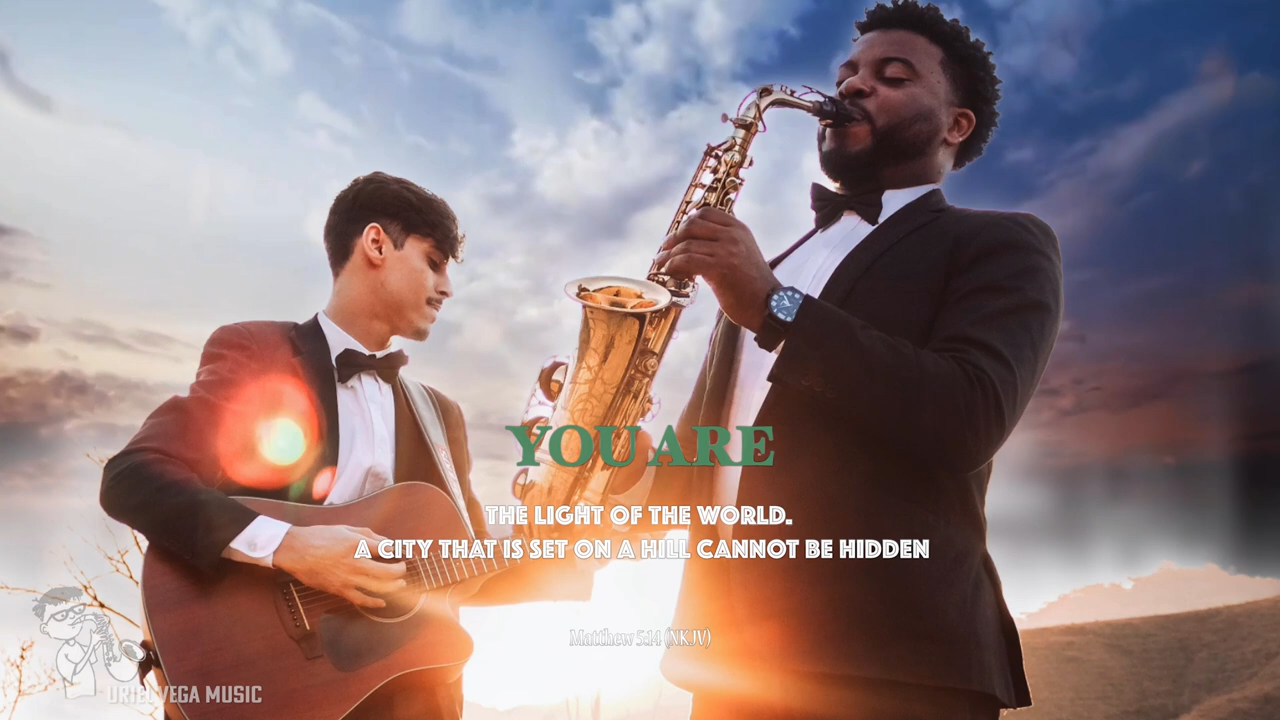 YOU ARE
THE LIGHT OF THE WORLD.
A CITY THAT IS SET ON A HILL CANNOT BE HIDDEN
Matthew 5:14 (NKJV)
URIEL VEGA MUSIC